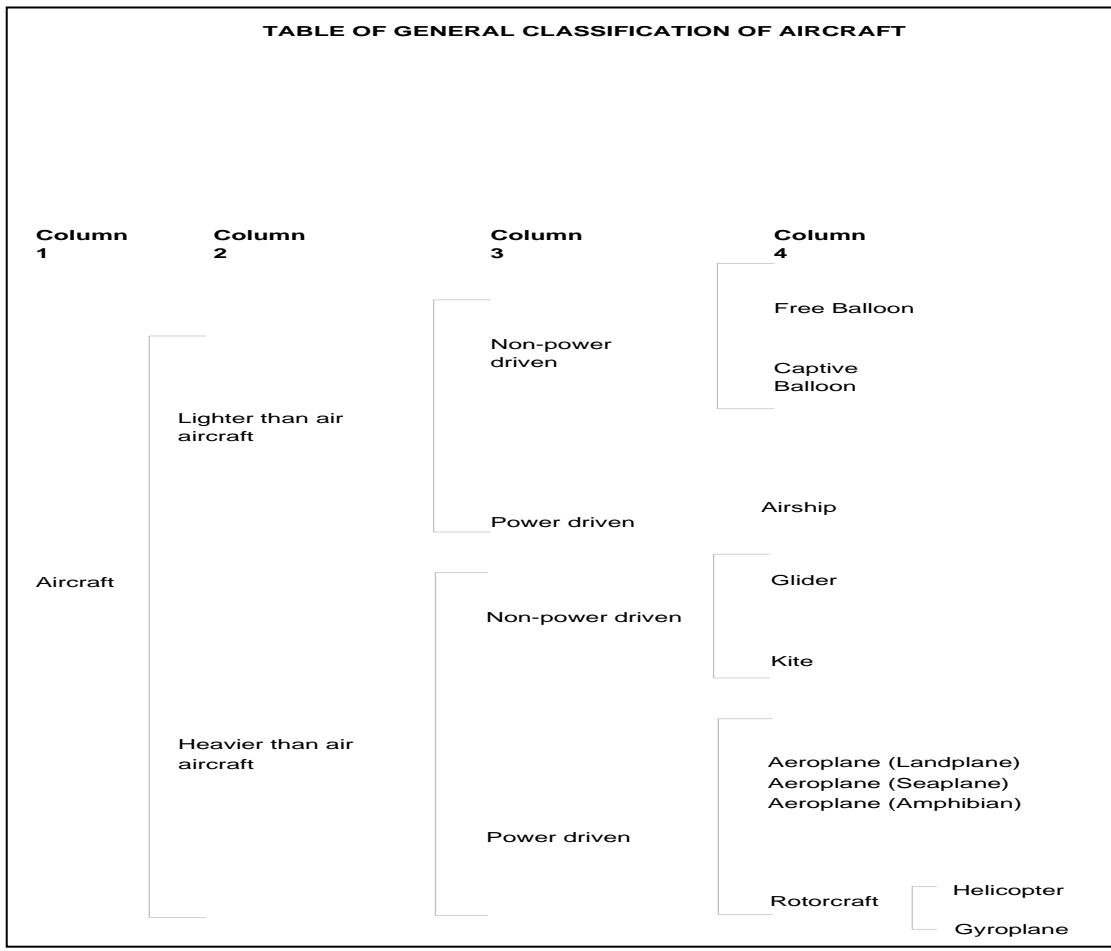 TABLE OF GENERAL CLASSIFICATION OF AIRCRAFT
Column
1
Column
2
Column
3
Column
4
Free Balloon
Non-power
driven
Captive
Balloon
Lighter than air
aircraft
Power driven
Airship
Aircraft
Glider
Non-power driven
Kite
Heavier than air
aircraft
Aeroplane (Landplane)
Aeroplane (Seaplane)
Aeroplane (Amphibian)
Power driven
Rotorcraft
Helicopter
Gyroplane